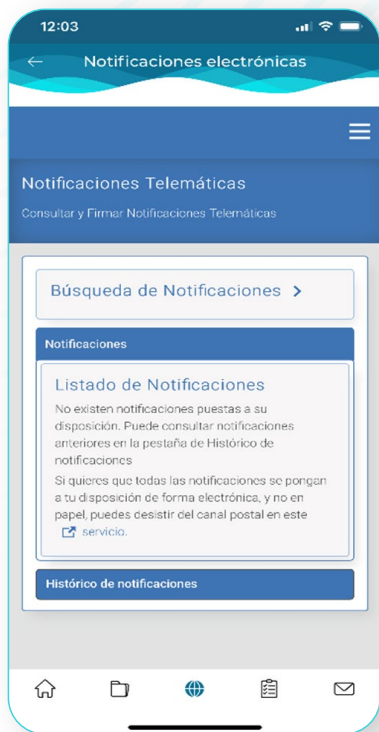 12:03
Notificaciones electrónicas
Notificaciones Telemáticas
Consultar y Firmar Notificaciones Telemáticas
Búsqueda de Notificaciones
Notificaciones
Listado de Notificaciones
No existen notificaciones puestas a su
disposición. Puede consultar notificaciones
anteriores en la pestaña de Histórico de
notificaciones
Si quieres que todas las notificaciones se pongan
a tu disposición de forma electrónica, y no en
papel, puedes desistir del canal postal en este
servicio.
Histórico de notificaciones